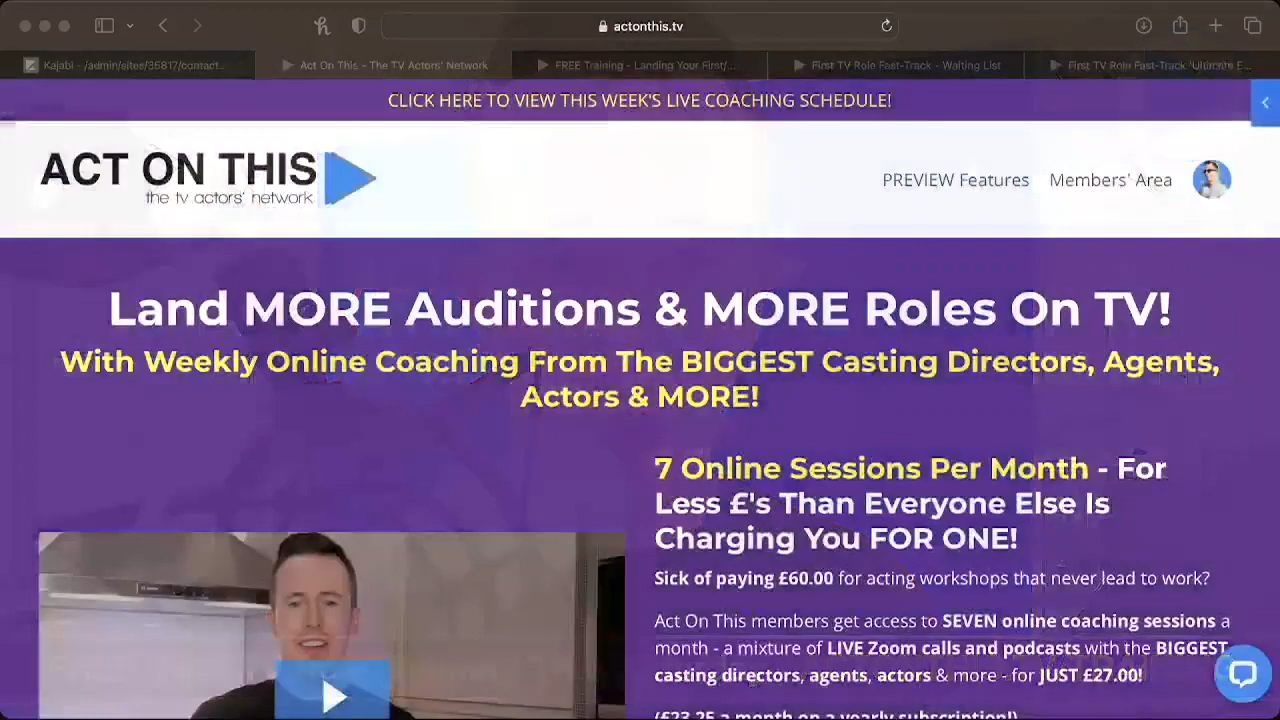 actonthis.tv
Kajabi - /admin/sites/35817/contact...
Act On This - The TV Actors' Network
FREE Training - Landing Your First/...
First TV Role Fast-Track - Waiting List
First TV Role Fast-Track 'Ultimate E...
CLICK HERE TO VIEW THIS WEEK'S LIVE COACHING SCHEDULE!
ACT ON THIS
the tv actors' network
PREVIEW Features
Members' Area
Land MORE Auditions & MORE Roles On TV!
With Weekly Online Coaching From The BIGGEST Casting Directors, Agents,
Actors & MORE!
7 Online Sessions Per Month - For
Less £'s Than Everyone Else Is
Charging You FOR ONE!
Sick of paying £60.00 for acting workshops that never lead to work?
Act On This members get access to SEVEN online coaching sessions a
month - a mixture of LIVE Zoom calls and podcasts with the BIGGEST
casting directors, agents, actors & more - for JUST £27.00!
(£23.25 a month on a yearly subscription!)